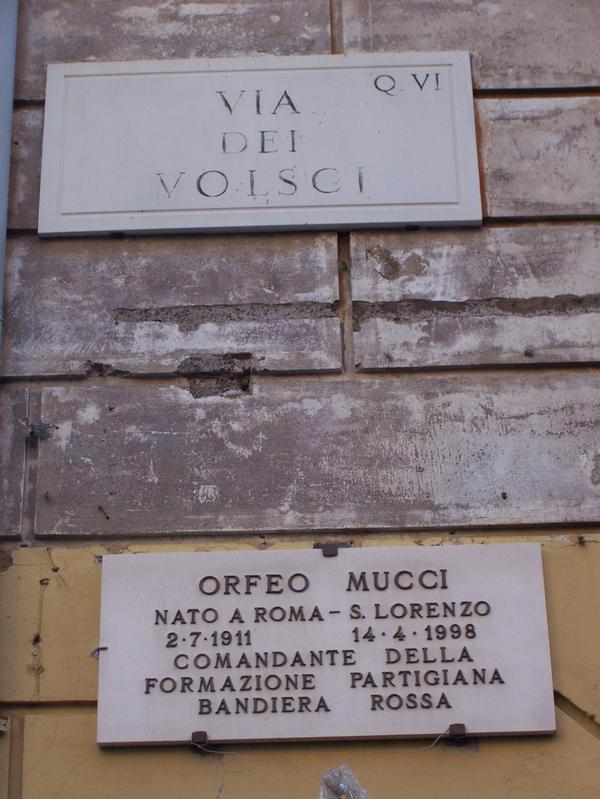 Q. VI
VIA
DEI
VOLSCI
ORFEO MUCCI
NATO A ROMA - S. LORENZO
2·7·1911 14·4·1998
COMANDANTE DELLA
FORMAZIONE PARTIGIANA
BANDIERA ROSSA